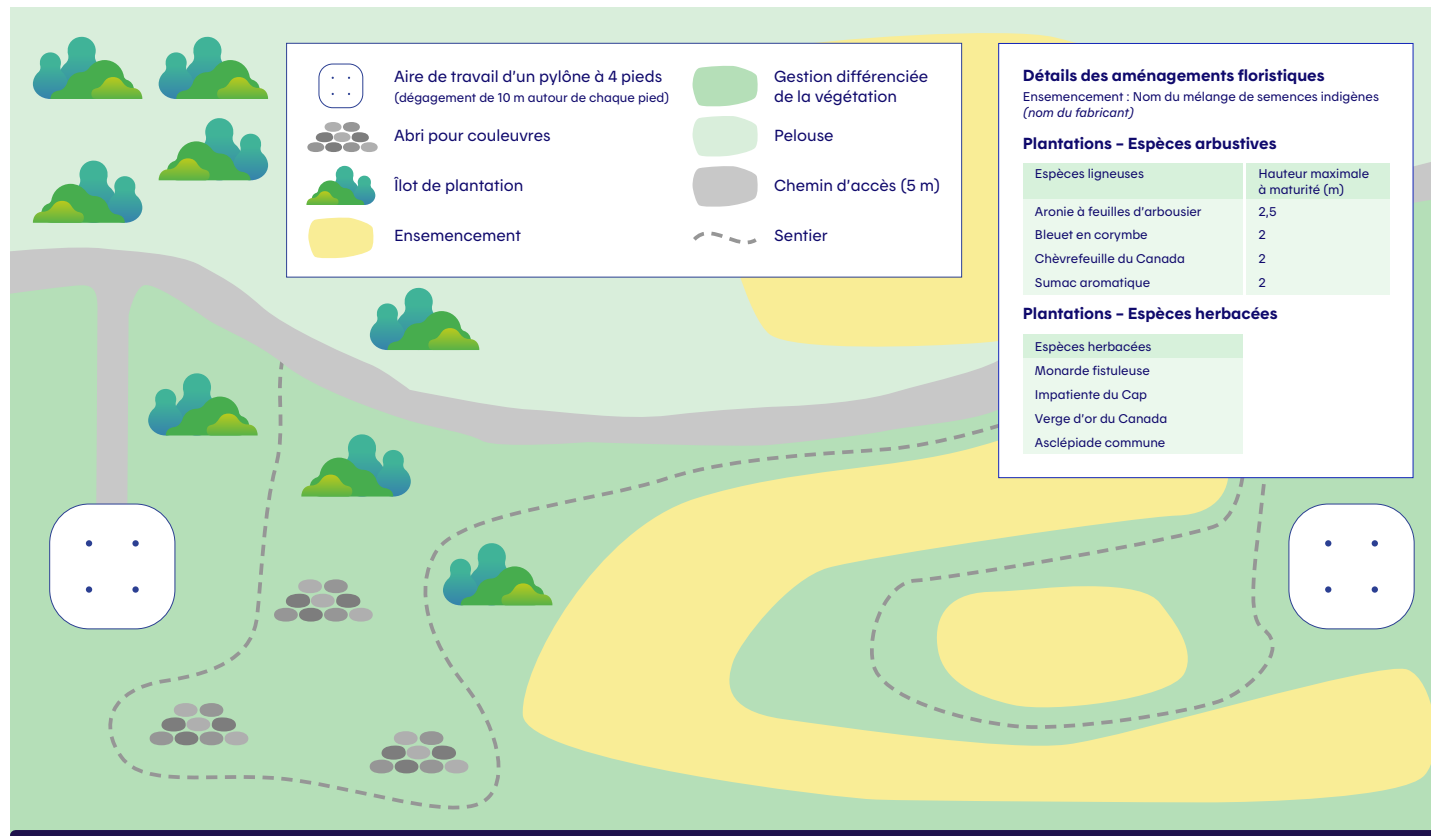 Aire de travail d'un pylône à 4 pieds
(dégagement de 10 m autour de chaque pied)
Abri pour couleuvres
Îlot de plantation
Ensemencement
Gestion différenciée
de la végétation
Pelouse
Chemin d'accès (5 m)
Sentier
Détails des aménagements floristiques
Ensemencement : Nom du mélange de semences indigènes
(nom du fabricant)
Plantations – Espèces arbustives
Espèces ligneuses
Hauteur maximale
à maturité (m)
Aronie à feuilles d'arbousier 2,5
Bleuet en corymbe 2
Chèvrefeuille du Canada 2
Sumac aromatique 2
Plantations – Espèces herbacées
Espèces herbacées
Monarde fistuleuse
Impatiente du Cap
Verge d'or du Canada
Asclépiade commune